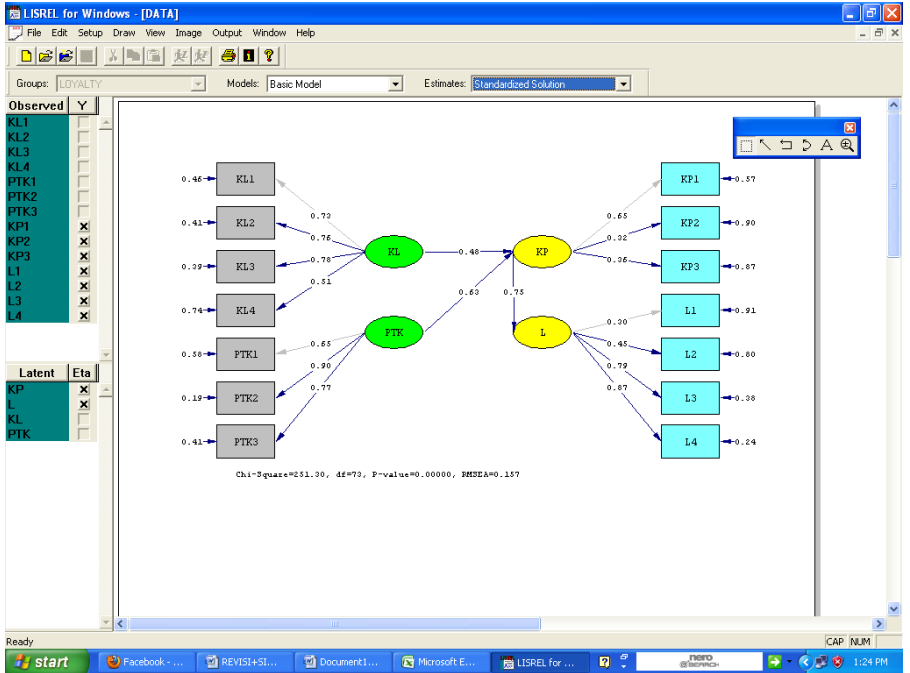 LISREL for Windows - [DATA]
File Edit Setup Draw View Image Output Window Help
Groups: LOYALTY Models: Basic Model Estimates: Standardized Solution
Observed Y
KL1
KL2
KL3
KL4
PTK1
PTK2
PTK3
KP1
KP2
KP3
L1
L2
L3
L4
Latent Eta
KP
L
KL
PTK
0.46 KL1
0.41 KL2
0.39 KL3
0.74 KL4
0.58 PTK1
0.19 PTK2
0.41 PTK3
0.73
0.76
0.78
0.51
0.65
0.90
0.77
KL
PTK
0.48
0.63
0.75
KP
L
0.65
0.32
0.36
0.30
0.45
0.79
0.87
KP1 0.57
KP2 0.90
KP3 0.87
L1 0.91
L2 0.80
L3 0.38
L4 0.24
Chi-Square=251.30, df=73, P-value=0.00000, RMSEA=0.157
Ready CAP NUM
start Facebook - ... REVISI+SI... Document1... Microsoft E... LISREL for ... nero SEARCH 1:24 PM